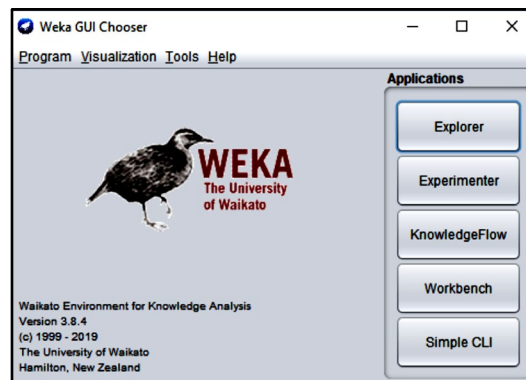 Weka GUI Chooser
Program Visualization Tools Help
Applications
WEKA
The University
of Waikato
Explorer
Experimenter
KnowledgeFlow
Workbench
Simple CLI
Waikato Environment for Knowledge Analysis
Version 3.8.4
(c) 1999 - 2019
The University of Waikato
Hamilton, New Zealand